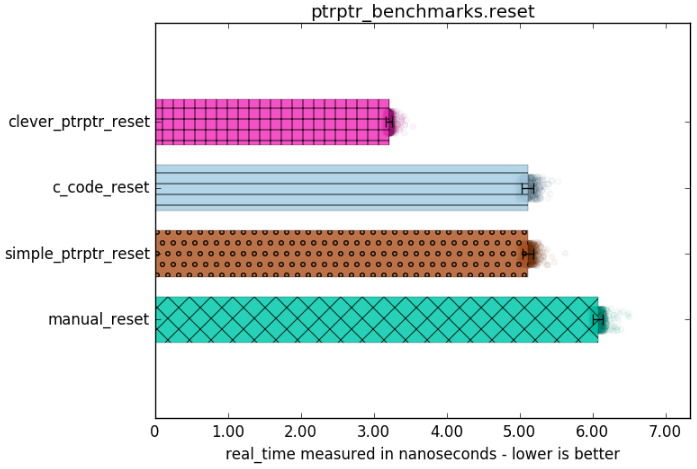 ptrptr_benchmarks.reset
clever_ptrptr_reset
c_code_reset
simple_ptrptr_reset
manual_reset
0 1.00 2.00 3.00 4.00 5.00 6.00 7.00
real_time measured in nanoseconds - lower is better